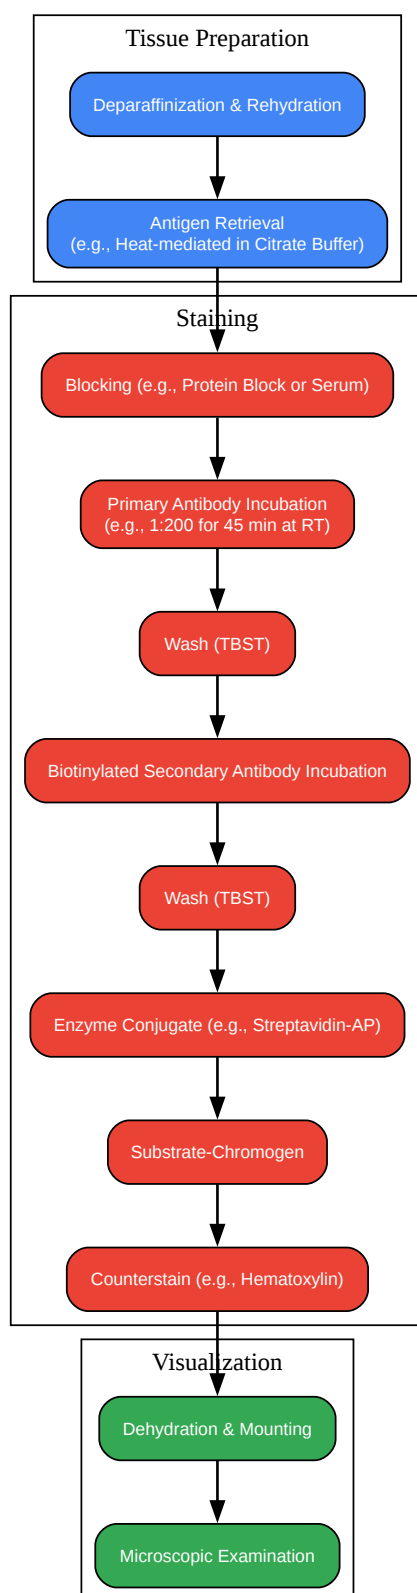 Tissue Preparation
Deparaffinization & Rehydration
Antigen Retrieval
(e.g., Heat-mediated in Citrate Buffer)
Staining
Blocking (e.g., Protein Block or Serum)
Primary Antibody Incubation
(e.g., 1:200 for 45 min at RT)
Wash (TBST)
Biotinylated Secondary Antibody Incubation
Wash (TBST)
Enzyme Conjugate (e.g., Streptavidin-AP)
Substrate-Chromogen
Counterstain (e.g., Hematoxylin)
Visualization
Dehydration & Mounting
Microscopic Examination